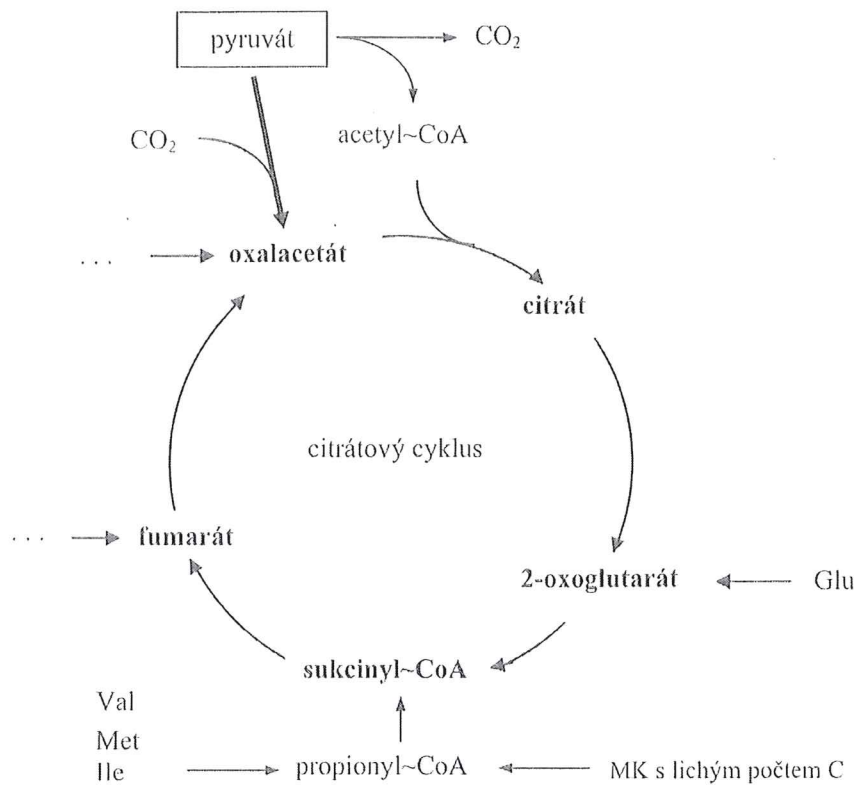 pyruvát
CO₂
CO₂
acetyl~CoA
... oxalacetát
citrát
citrátový cyklus
... fumarát
2-oxoglutarát Glu
sukcinyl~CoA
Val
Met
Ile propionyl~CoA MK s lichým počtem C